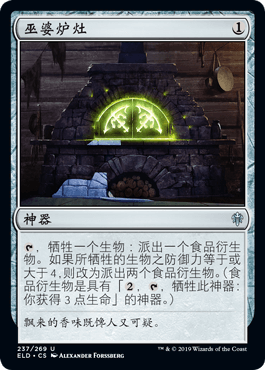 巫婆炉灶 1
神器
，牺牲一个生物：派出一个食品衍生
物。如果所牺牲的生物之防御力等于或
大于4，则改为派出两个食品衍生物。（食
品衍生物是具有「2，，牺牲此神器：
你获得3点生命」的神器。）
飘来的香味既馋人又可疑。
237/269 U
ELD • CS ALEXANDER FORSSBERG
™ & © 2019 Wizards of the Coast